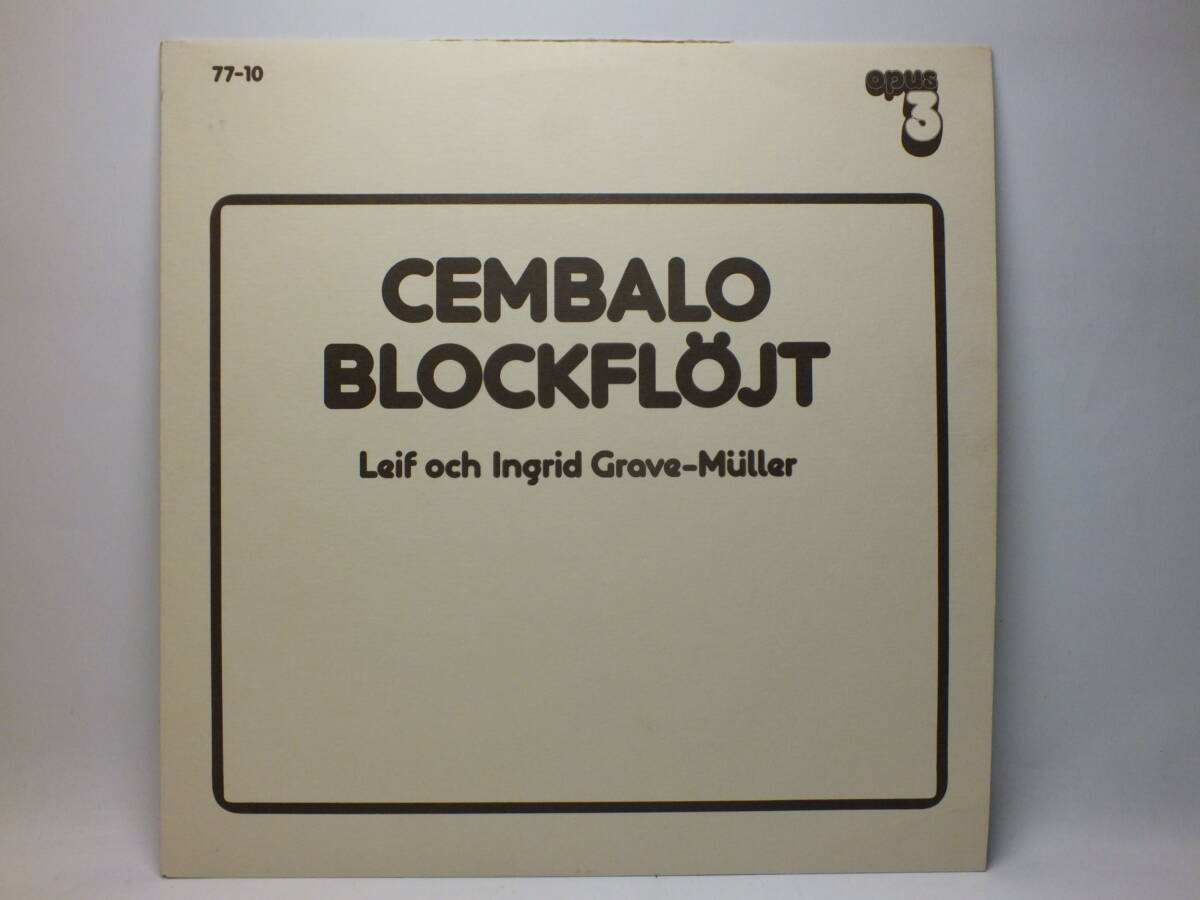 77-10
opus
3
CEMBALO
BLOCKFLÖJT
Leif och Ingrid Grave-Müller